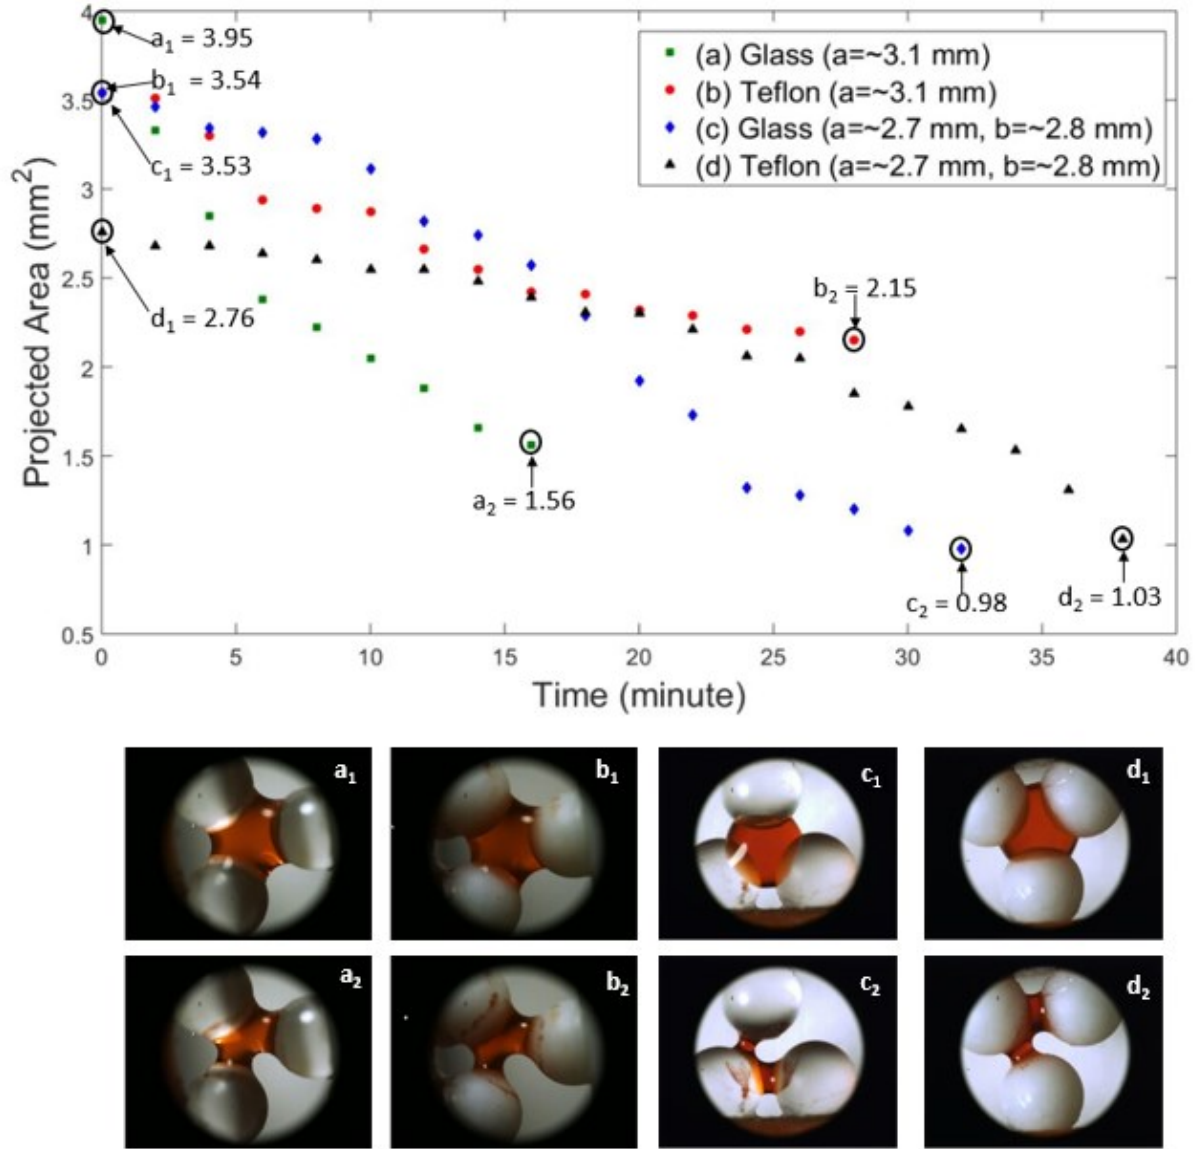 4
a₁ = 3.95
b₁ = 3.54
3.5
c₁ = 3.53
(a) Glass (a=~3.1 mm)
(b) Teflon (a=~3.1 mm)
(c) Glass (a=~2.7 mm, b=~2.8 mm)
(d) Teflon (a=~2.7 mm, b=~2.8 mm)
3
d₁ = 2.76
2.5
b₂ = 2.15
2
1.5
a₂ = 1.56
1
c₂ = 0.98
d₂ = 1.03
0.5
Projected Area (mm²)
0 5 10 15 20 25 30 35 40
Time (minute)
a₁ b₁ c₁ d₁
a₂ b₂ c₂ d₂